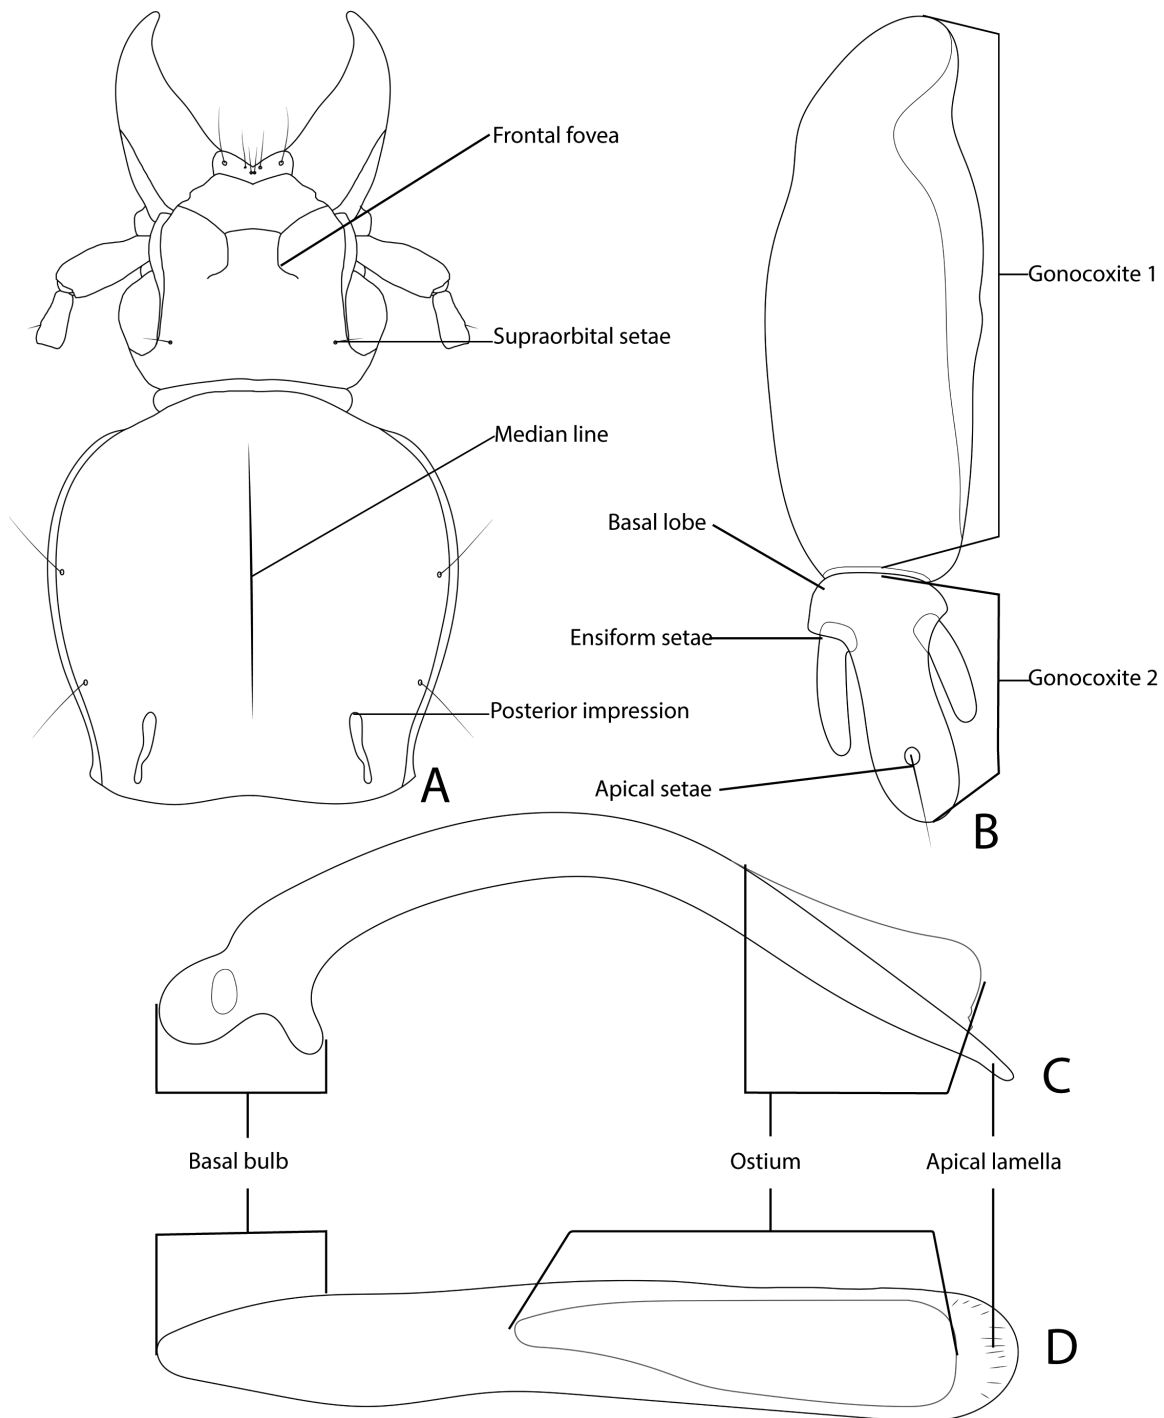 Frontal fovea
Supraorbital setae
Median line
Posterior impression
A
Gonocoxite 1
Basal lobe
Ensiform setae
Gonocoxite 2
Apical setae
B
C
Basal bulb
Ostium
Apical lamella
D